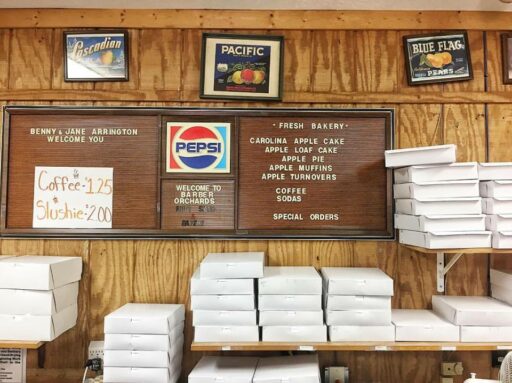 Cascadian
PACIFIC
BLUE FLAG
PEARS
BENNY & JANE ARRINGTON
WELCOME YOU
Coffee $1.25
Slushie $2.00
PEPSI
WELCOME TO
BARBER
ORCHARDS
- FRESH BAKERY -
CAROLINA APPLE CAKE
APPLE LOAF CAKE
APPLE PIE
APPLE MUFFINS
APPLE TURNOVERS
COFFEE
SODAS
SPECIAL ORDERS